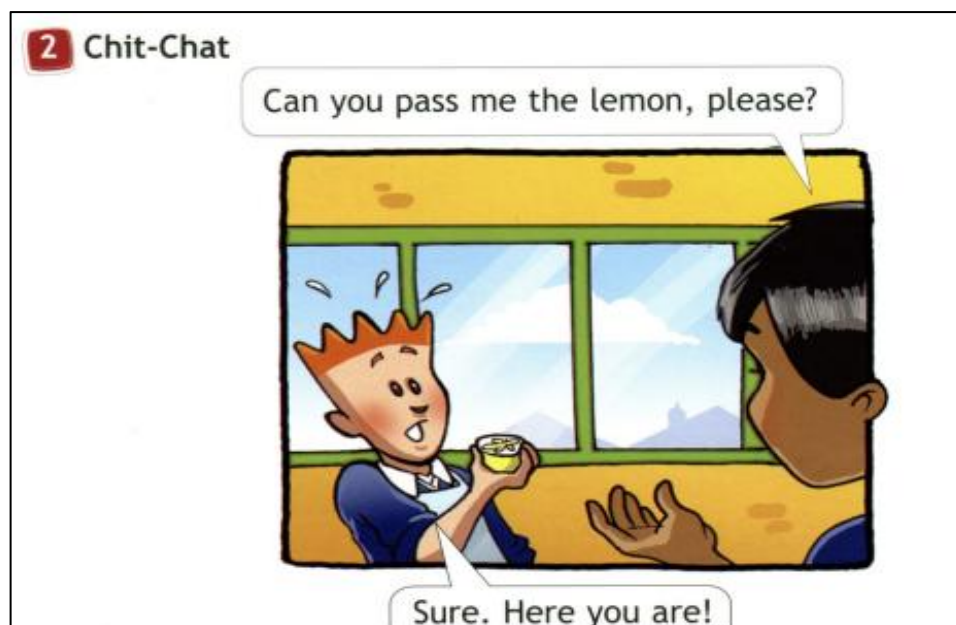 2 Chit-Chat
Can you pass me the lemon, please?
Sure. Here you are!